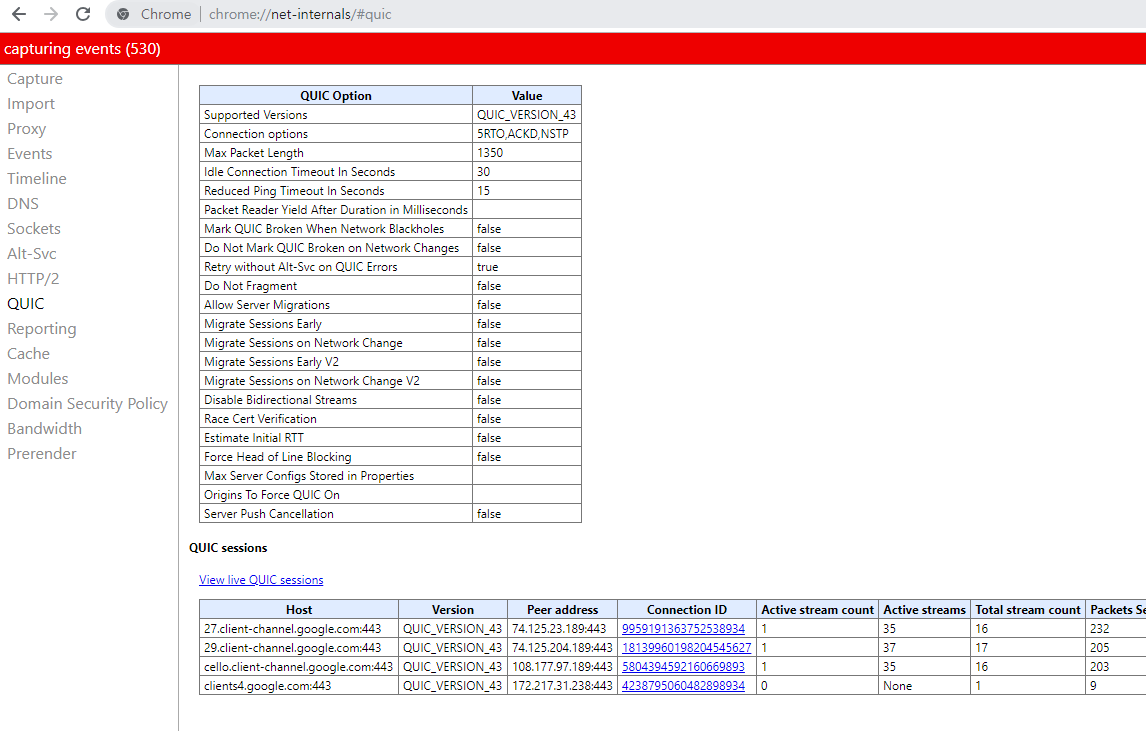 Chrome | chrome://net-internals/#quic
capturing events (530)
Capture
Import
Proxy
Events
Timeline
DNS
Sockets
Alt-Svc
HTTP/2
QUIC
Reporting
Cache
Modules
Domain Security Policy
Bandwidth
Prerender
QUIC Option Value
Supported Versions QUIC_VERSION_43
Connection options 5RTO,ACKD,NSTP
Max Packet Length 1350
Idle Connection Timeout In Seconds 30
Reduced Ping Timeout In Seconds 15
Packet Reader Yield After Duration in Milliseconds
Mark QUIC Broken When Network Blackholes false
Do Not Mark QUIC Broken on Network Changes false
Retry without Alt-Svc on QUIC Errors true
Do Not Fragment false
Allow Server Migrations false
Migrate Sessions Early false
Migrate Sessions on Network Change false
Migrate Sessions Early V2 false
Migrate Sessions on Network Change V2 false
Disable Bidirectional Streams false
Race Cert Verification false
Estimate Initial RTT false
Force Head of Line Blocking false
Max Server Configs Stored in Properties
Origins To Force QUIC On
Server Push Cancellation false
QUIC sessions
View live QUIC sessions
Host Version Peer address Connection ID Active stream count Active streams Total stream count Packets Se
27.client-channel.google.com:443 QUIC_VERSION_43 74.125.23.189:443 9959191363752538934 1 35 16 232
29.client-channel.google.com:443 QUIC_VERSION_43 74.125.204.189:443 18139960198204545627 1 37 17 205
cello.client-channel.google.com:443 QUIC_VERSION_43 108.177.97.189:443 5804394592160669893 1 35 16 203
clients4.google.com:443 QUIC_VERSION_43 172.217.31.238:443 4238795060482898934 0 None 1 9